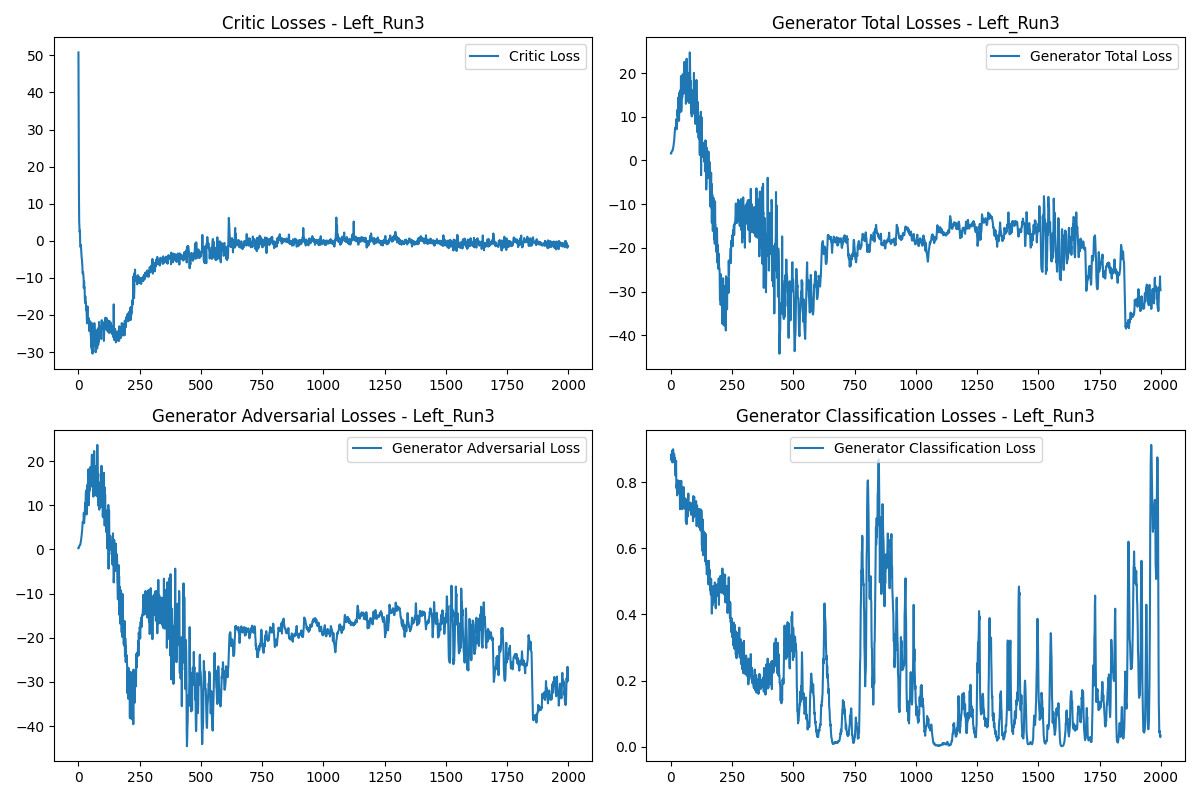 Critic Losses - Left_Run3
Critic Loss
50
40
30
20
10
0
−10
−20
−30
0 250 500 750 1000 1250 1500 1750 2000
Generator Total Losses - Left_Run3
Generator Total Loss
20
10
0
−10
−20
−30
−40
0 250 500 750 1000 1250 1500 1750 2000
Generator Adversarial Losses - Left_Run3
Generator Adversarial Loss
20
10
0
−10
−20
−30
−40
0 250 500 750 1000 1250 1500 1750 2000
Generator Classification Losses - Left_Run3
Generator Classification Loss
0.8
0.6
0.4
0.2
0.0
0 250 500 750 1000 1250 1500 1750 2000